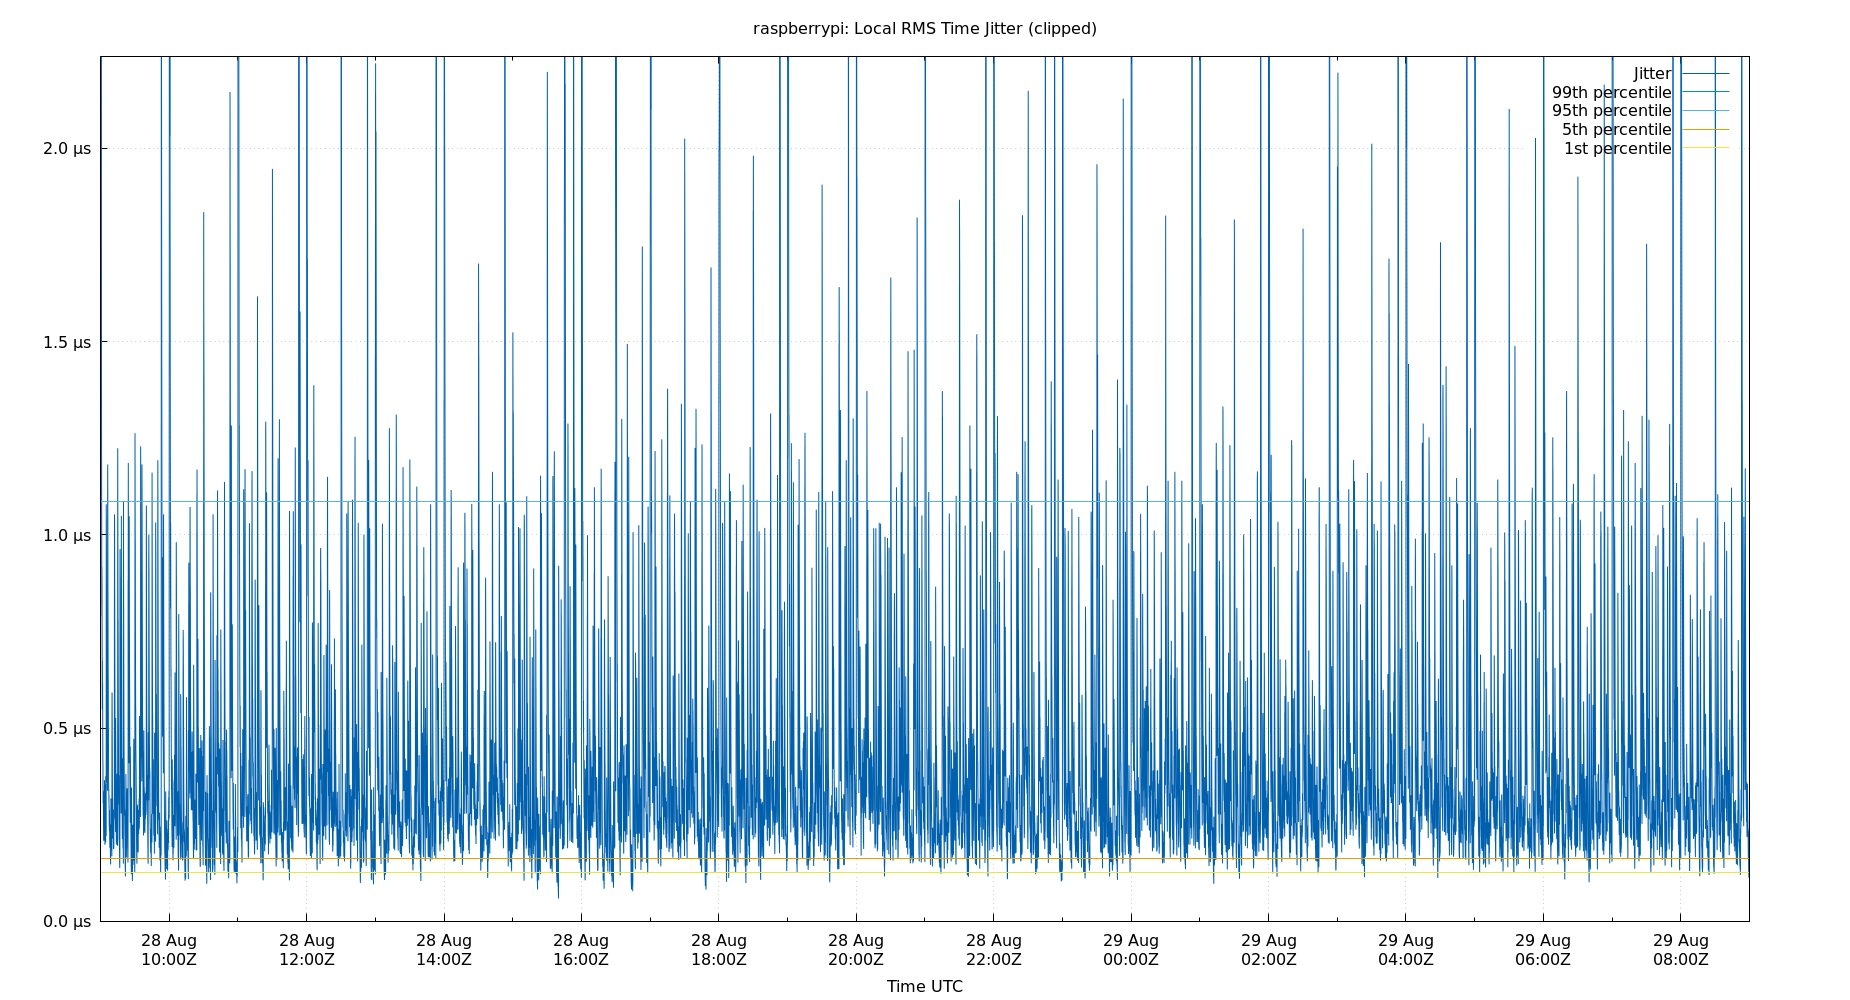 raspberrypi: Local RMS Time Jitter (clipped)
Jitter
99th percentile
95th percentile
5th percentile
1st percentile
2.0 µs
1.5 µs
1.0 µs
0.5 µs
0.0 µs
28 Aug 28 Aug 28 Aug 28 Aug 28 Aug 28 Aug 28 Aug 29 Aug 29 Aug 29 Aug 29 Aug 29 Aug
10:00Z 12:00Z 14:00Z 16:00Z 18:00Z 20:00Z 22:00Z 00:00Z 02:00Z 04:00Z 06:00Z 08:00Z
Time UTC